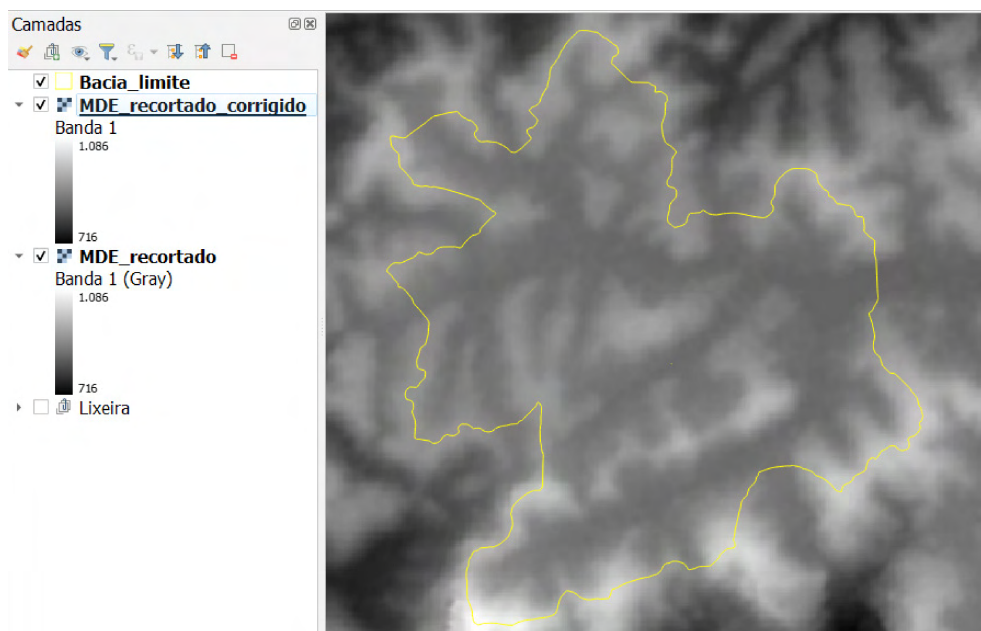 Camadas
Bacia_limite
MDE_recortado_corrigido
Banda 1
1.086
716
MDE_recortado
Banda 1 (Gray)
1.086
716
Lixeira